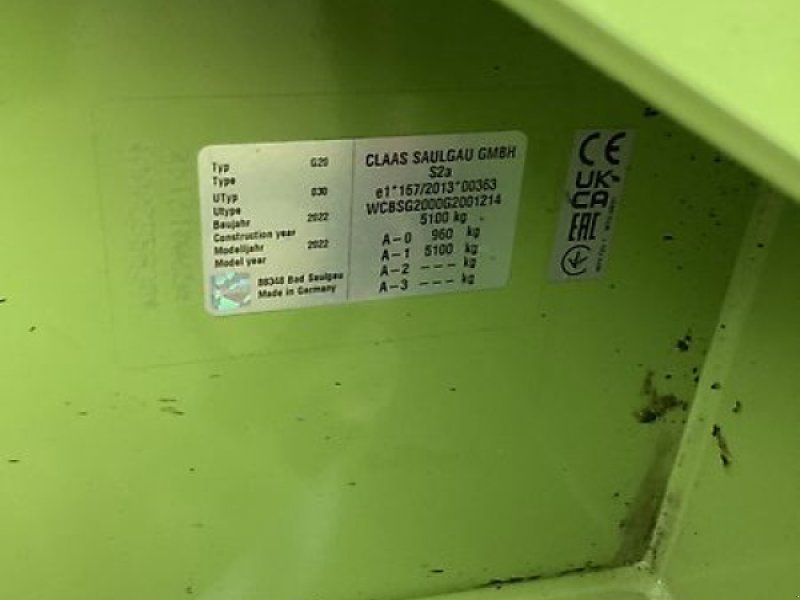 Typ G20
Type
UTyp 030
Utype
Baujahr 2022
Construction year
Modelljahr 2022
Model year
88348 Bad Saulgau
Made in Germany
CLAAS SAULGAU GMBH
S2a
e1*167/2013*00363
WCBSG2000G2001214
5100 kg
A-0 960 kg
A-1 5100 kg
A-2 --- kg
A-3 --- kg
CE
UK
CA
EAC